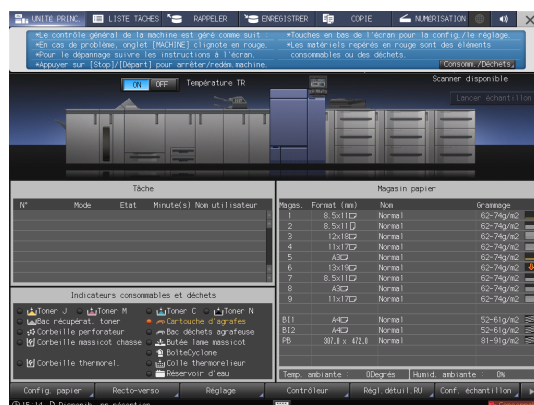 UNITE PRINC. LISTE TACHES RAPPELER ENREGISTRER COPIE NUMERISATION
*Le contrôle général de la machine est géré comme suit
*En cas de problème, onglet [MACHINE] clignote en rouge.
*Pour le dépannage suivre les instructions à l'écran.
*Appuyer sur [Stop]/[Départ] pour arrêter/redém.machine.
*Touches en bas de l'écran pour la config./le réglage.
*Les matériels repérés en rouge sont des éléments
consommables ou des déchets.
Consomm./Déchets
ON OFF Température TR
Scanner disponible
Lancer échantillon
Tâche
N° Mode Etat Minute(s) Nom utilisateur
Magasin papier
Magas. Format (mm) Nom Grammage
1 8.5x11 Normal 62-74g/m2
2 8.5x11 Normal 62-74g/m2
3 12x18 Normal 62-74g/m2
4 11x17 Normal 62-74g/m2
5 A3 Normal 62-74g/m2
6 13x19 Normal 62-74g/m2
7 8.5x11 Normal 62-74g/m2
8 A3 Normal 62-74g/m2
9 11x17 Normal 62-74g/m2
BI1 A4 Normal 52-61g/m2
BI2 A4 Normal 52-61g/m2
PB 307.0 x 472.0 Normal 81-91g/m2
Temp. ambiante : 0Degrés Humid. ambiante : 0%
Indicateurs consommables et déchets
Toner J Toner M Toner C Toner N
Bac récupérat. toner Cartouche d'agrafes
Corbeille perforateur Bac déchets agrafeuse
Corbeille massicot chasse Butée lame massicot
BoîteCyclone
Corbeille thermorel. Colle thermorelieur
Réservoir d'eau
Config. papier Recto-verso Réglage Contrôleur Régl.détuil.RU Conf. échantillon